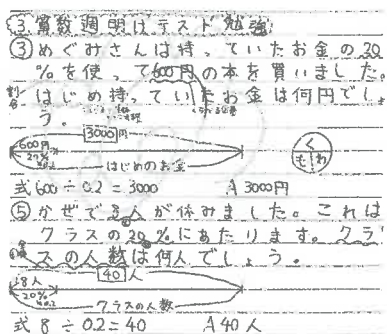 3. 算数週明けテスト勉強
③めぐみさんは持っていたお金の20
%を使って600円の本を買いました。
割合
はじめ持っていたお金は何円でしょ
う。
3000円
600円
20%
はじめのお金
く
も わ
式 600÷0.2=3000 A 3000円
⑤かぜで8人が休みました。これは
クラスの20%にあたります。クラ
スの人数は何人でしょう。
40人
8人
20%
クラスの人数
式 8÷0.2=40 A 40人